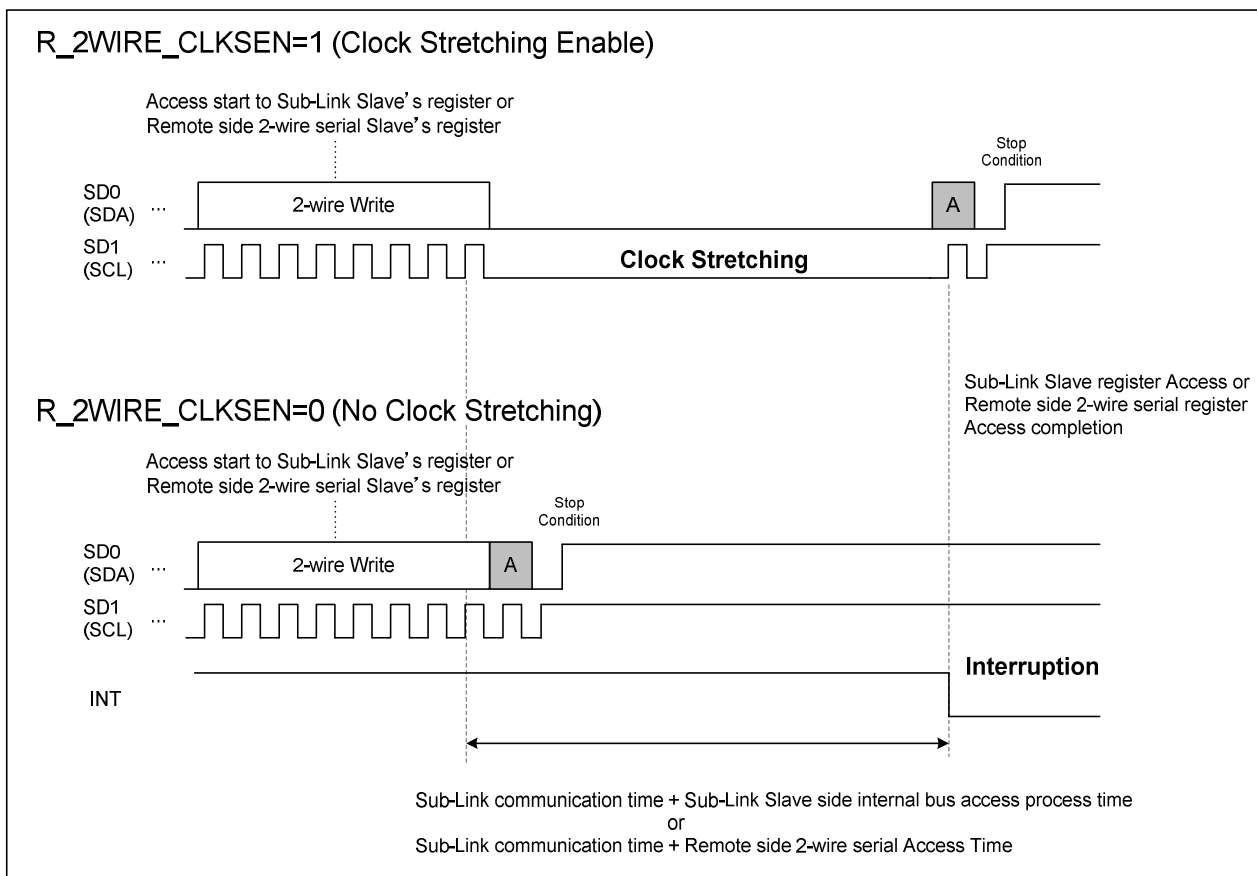 R_2WIRE_CLKSEN=1 (Clock Stretching Enable)
Access start to Sub-Link Slave's register or
Remote side 2-wire serial Slave's register
Stop
Condition
SD0
(SDA) ...
2-wire Write
A
SD1
(SCL) ...
Clock Stretching
Sub-Link Slave register Access or
Remote side 2-wire serial register
Access completion
R_2WIRE_CLKSEN=0 (No Clock Stretching)
Access start to Sub-Link Slave's register or
Remote side 2-wire serial Slave's register
Stop
Condition
SD0
(SDA) ...
2-wire Write
A
SD1
(SCL) ...
Interruption
INT
Sub-Link communication time + Sub-Link Slave side internal bus access process time
or
Sub-Link communication time + Remote side 2-wire serial Access Time